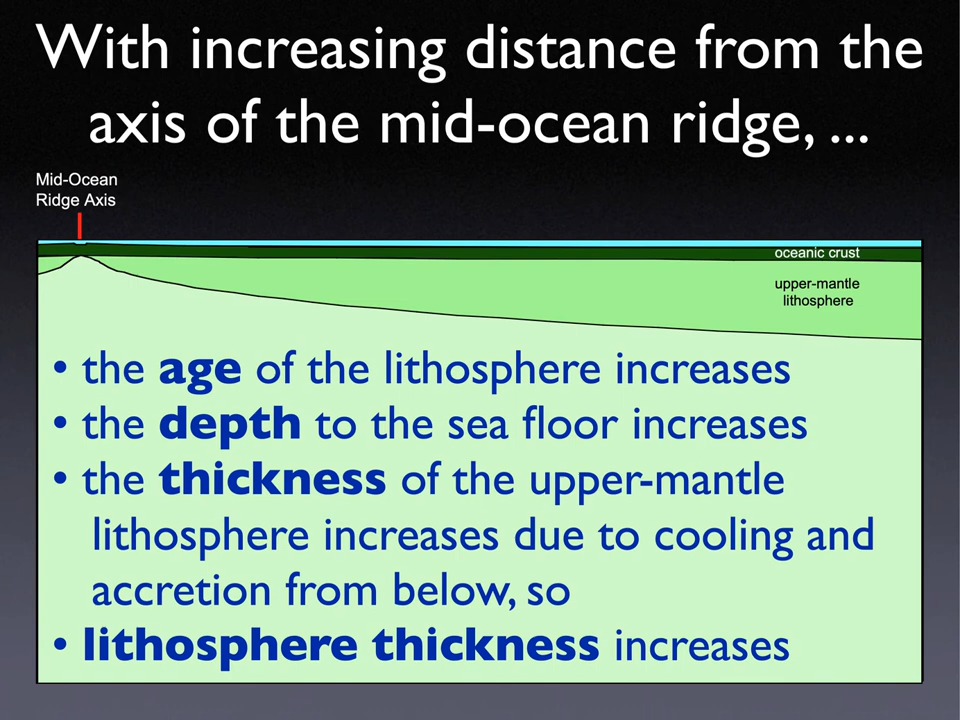 With increasing distance from the
axis of the mid-ocean ridge, ...
Mid-Ocean
Ridge Axis
oceanic crust
upper-mantle
lithosphere
• the age of the lithosphere increases
• the depth to the sea floor increases
• the thickness of the upper-mantle
lithosphere increases due to cooling and
accretion from below, so
• lithosphere thickness increases